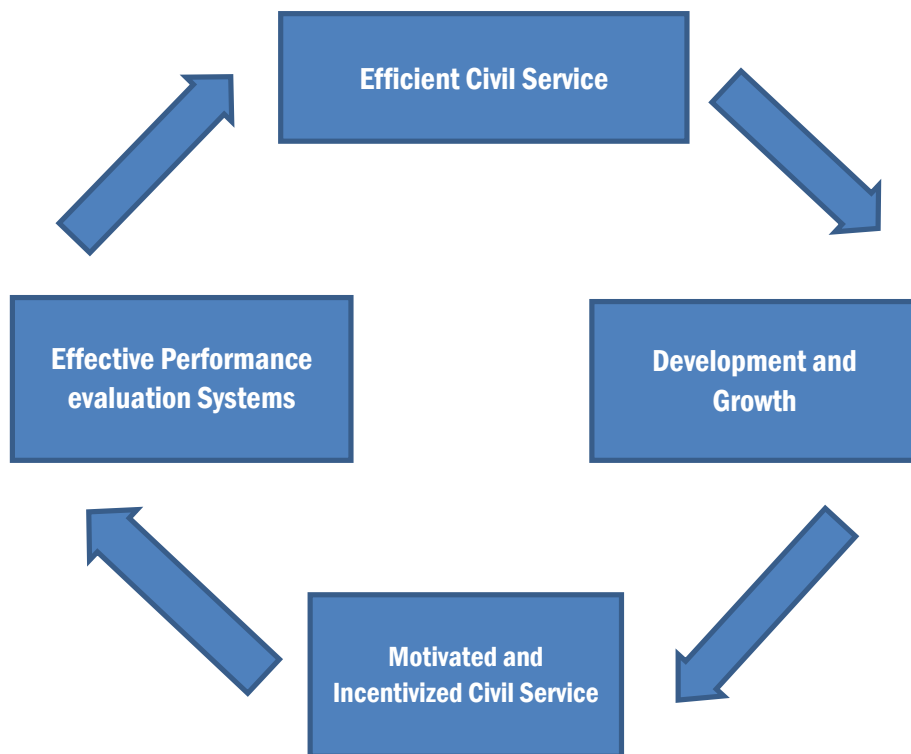 Efficient Civil Service
Effective Performance
evaluation Systems
Development and
Growth
Motivated and
Incentivized Civil Service